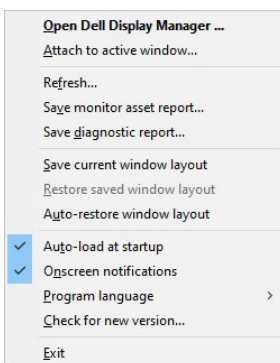 Open Dell Display Manager ...
Attach to active window...
Refresh...
Save monitor asset report...
Save diagnostic report...
Save current window layout
Restore saved window layout
Auto-restore window layout
Auto-load at startup
Onscreen notifications
Program language
Check for new version...
Exit